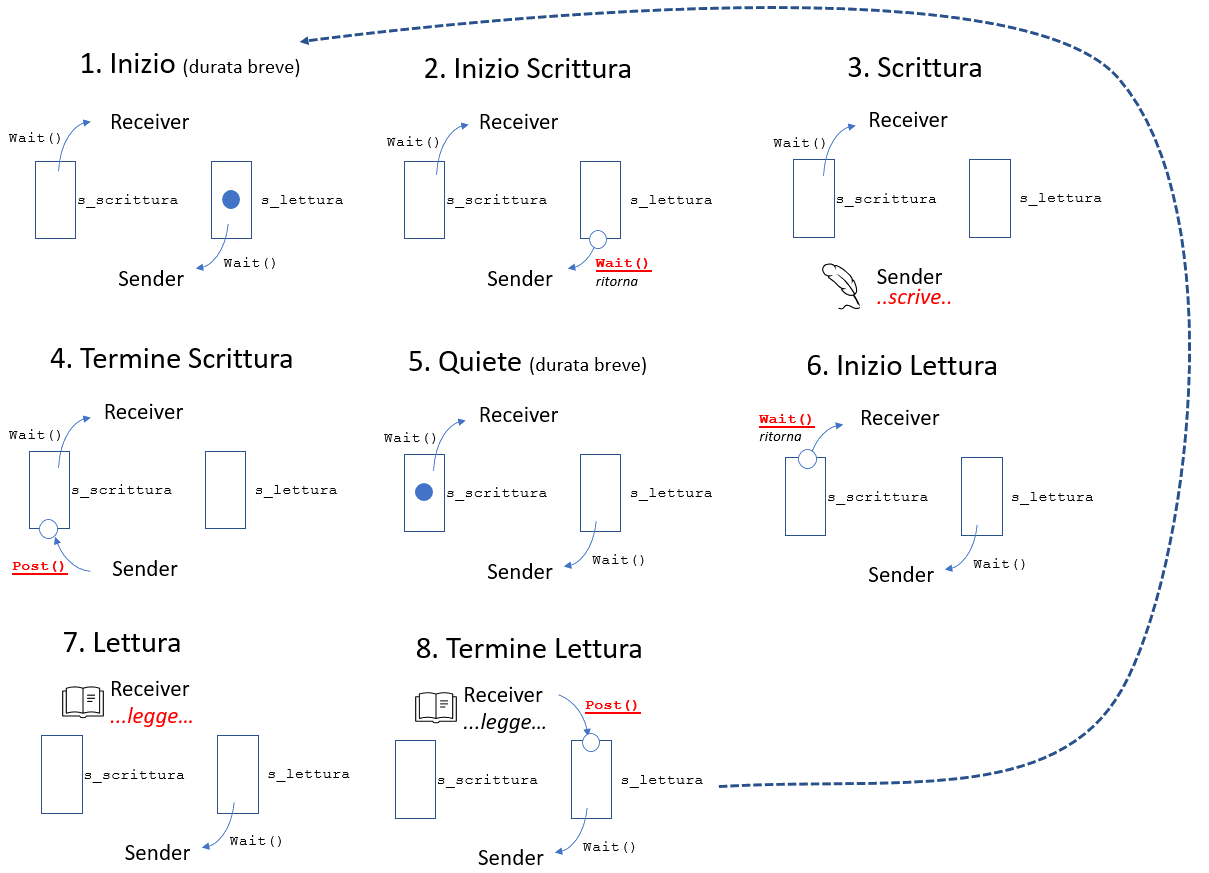 1. Inizio (durata breve)
Wait()
Receiver
s_scrittura
s_lettura
Sender
Wait()
2. Inizio Scrittura
Wait()
Receiver
s_scrittura
s_lettura
Sender
Wait()
ritorna
3. Scrittura
Wait()
Receiver
s_scrittura
s_lettura
Sender
..scrive..
4. Termine Scrittura
Wait()
Receiver
s_scrittura
s_lettura
Post()
Sender
5. Quiete (durata breve)
Wait()
Receiver
s_scrittura
s_lettura
Sender
Wait()
6. Inizio Lettura
Wait()
ritorna
Receiver
s_scrittura
s_lettura
Sender
Wait()
7. Lettura
Receiver
...legge...
s_scrittura
s_lettura
Sender
Wait()
8. Termine Lettura
Receiver
...legge...
Post()
s_scrittura
s_lettura
Sender
Wait()